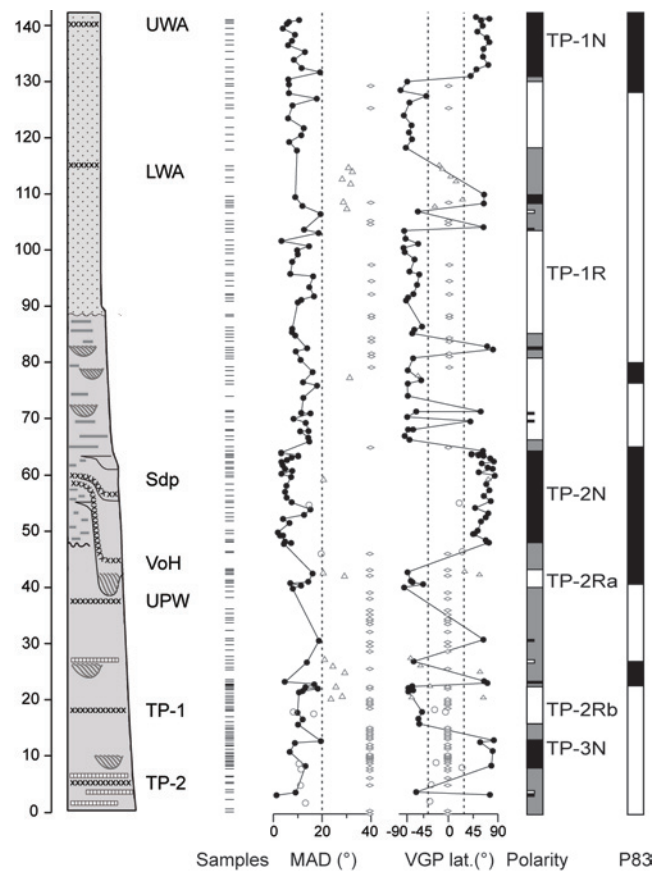 140
130
120
110
100
90
80
70
60
50
40
30
20
10
0
UWA
LWA
Sdp
VoH
UPW
TP-1
TP-2
0 20 40
-90 -45 0 45 90
TP-1N
TP-1R
TP-2N
TP-2Ra
TP-2Rb
TP-3N
Samples MAD (°) VGP lat.(°) Polarity P83